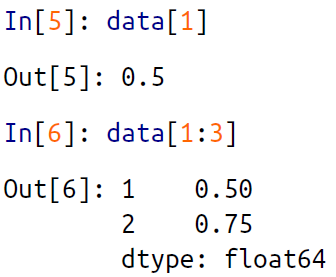 In[5]: data[1]
Out[5]: 0.5
In[6]: data[1:3]
Out[6]: 1    0.50
        2    0.75
        dtype: float64